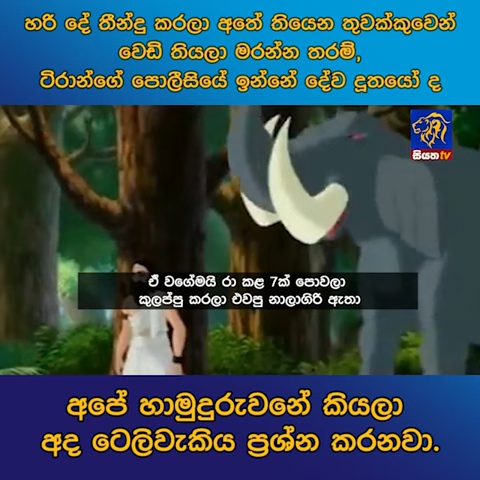 හරි දේ තීන්දු කරලා අතේ තියෙන තුවක්කුවෙන්
වෙඩි තියලා මරන්න තරම්,
ටිරාන්ගේ පොලීසියේ ඉන්නේ දේව දූතයෝ ද
සියත tv
ඒ වගේමයි රා කළ 7ක් පොවලා
කුලප්පු කරලා එවපු නාලාගිරි ඇතා
අපේ හාමුදුරුවනේ කියලා
අද ටෙලිවැකිය ප්‍රශ්න කරනවා.